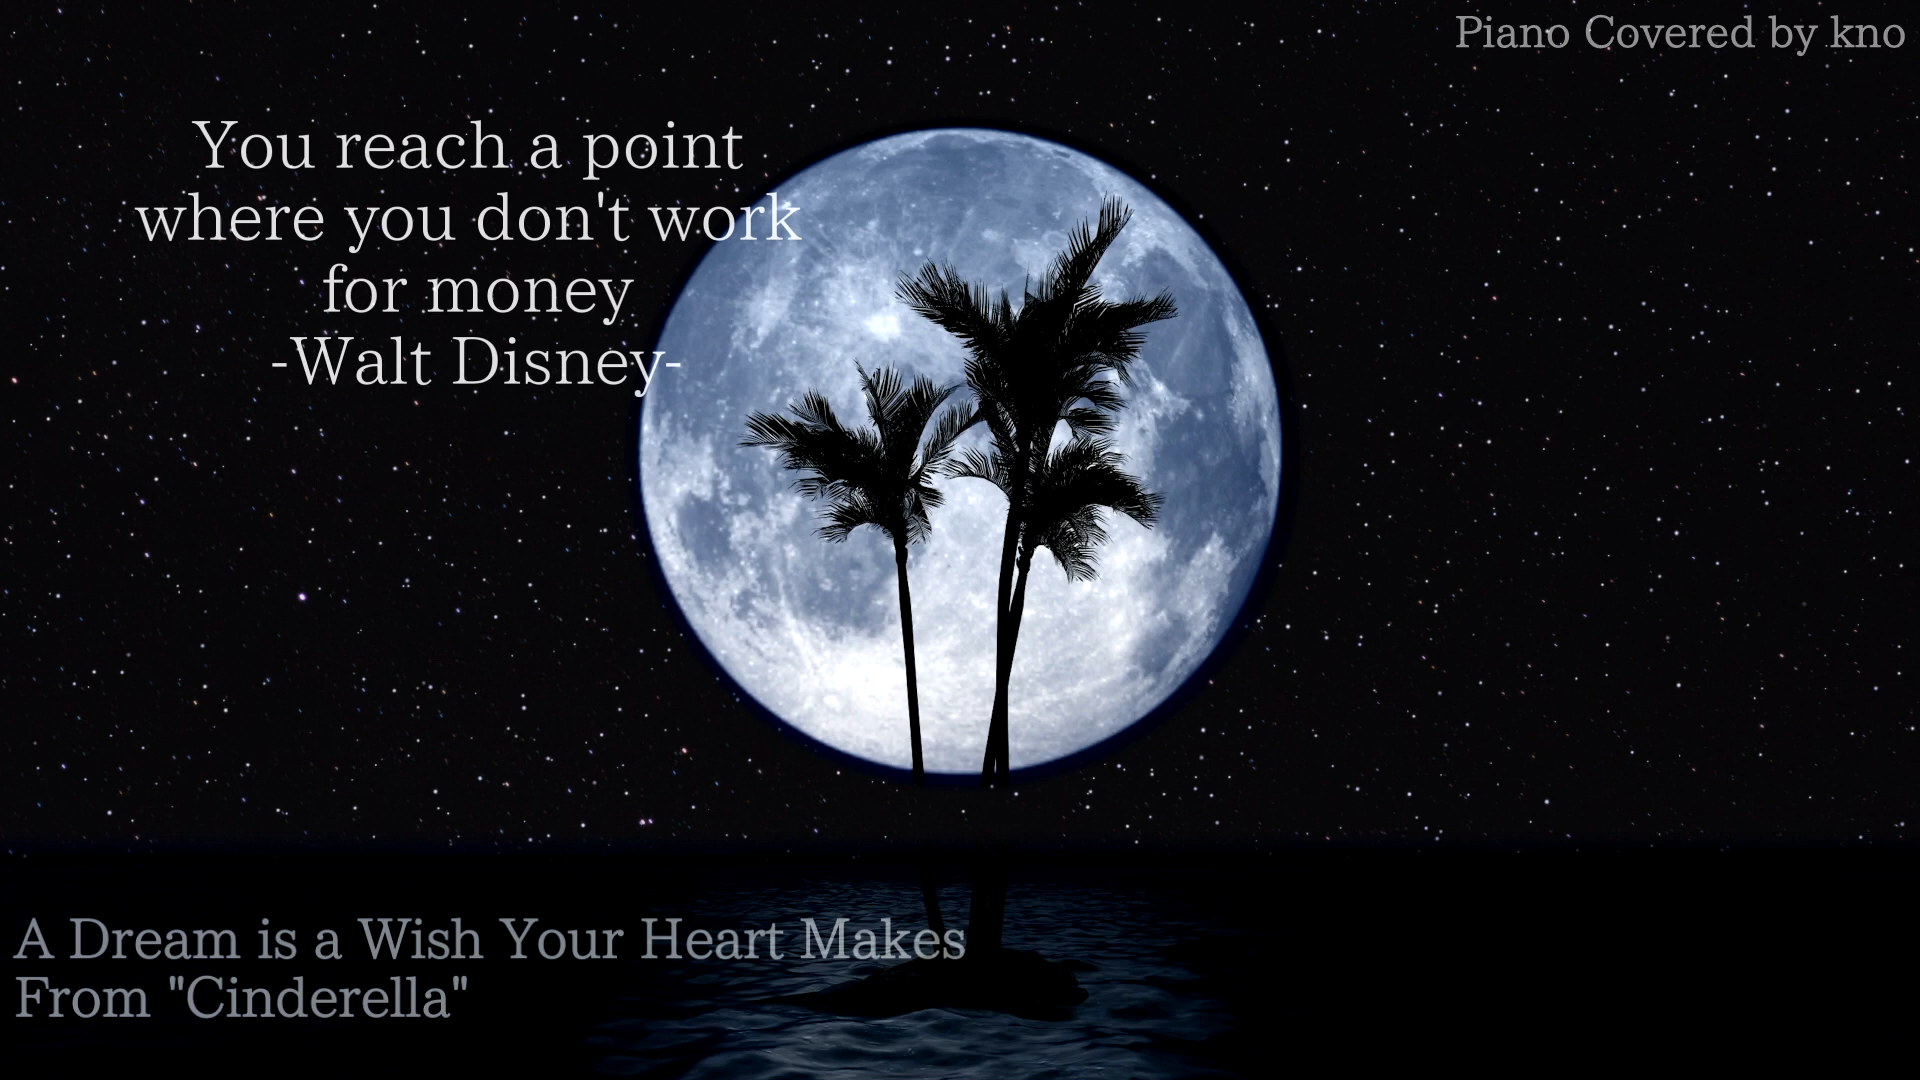 Piano Covered by kno
You reach a point
where you don't work
for money
-Walt Disney-
A Dream is a Wish Your Heart Makes
From "Cinderella"